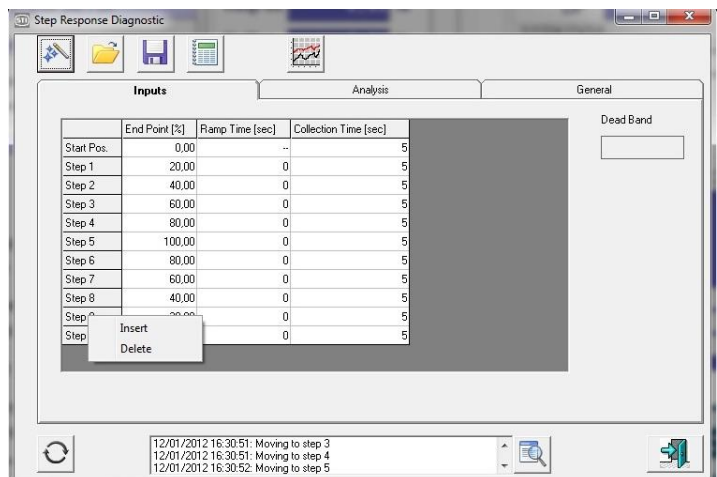 Step Response Diagnostic
Inputs Analysis General
End Point [%] Ramp Time [sec] Collection Time [sec] Dead Band
Start Pos. 0,00 -- 5
Step 1 20,00 0 5
Step 2 40,00 0 5
Step 3 60,00 0 5
Step 4 80,00 0 5
Step 5 100,00 0 5
Step 6 80,00 0 5
Step 7 60,00 0 5
Step 8 40,00 0 5
Step 0 5
Insert
Step 0 5
Delete
12/01/2012 16:30:51: Moving to step 3
12/01/2012 16:30:51: Moving to step 4
12/01/2012 16:30:52: Moving to step 5